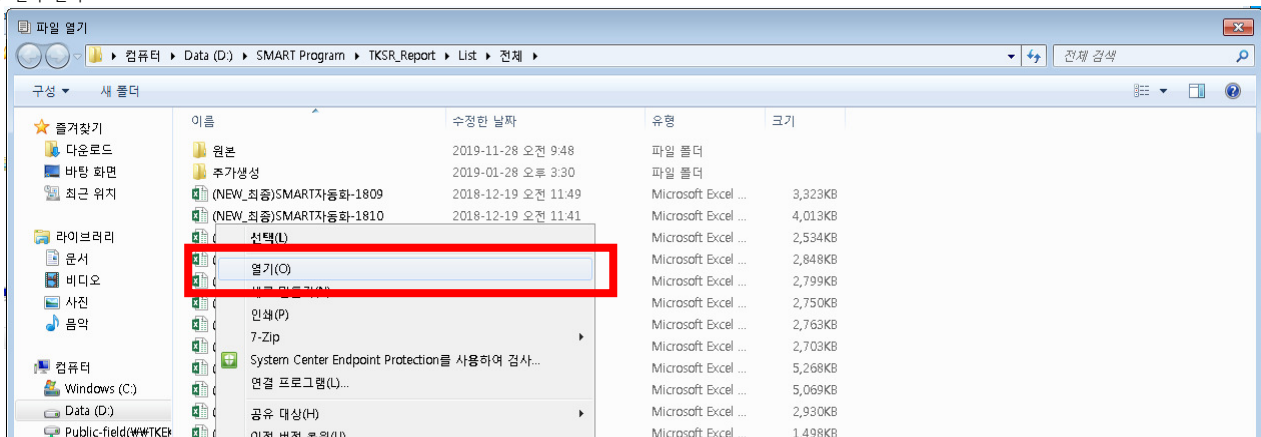 파일 열기
컴퓨터 ▸ Data (D:) ▸ SMART Program ▸ TKSR_Report ▸ List ▸ 전체 ▸ 전체 검색
구성 ▾ 새 폴더
이름 수정한 날짜 유형 크기
즐겨찾기
다운로드
바탕 화면
최근 위치
라이브러리
문서
비디오
사진
음악
컴퓨터
Windows (C:)
Data (D:)
Public-field(₩₩TKEK
원본 2019-11-28 오전 9:48 파일 폴더
추가생성 2019-01-28 오후 3:30 파일 폴더
(NEW_최종)SMART자동화-1809 2018-12-19 오전 11:49 Microsoft Excel ... 3,323KB
(NEW_최종)SMART자동화-1810 2018-12-19 오전 11:41 Microsoft Excel ... 4,013KB
Microsoft Excel ... 2,534KB
Microsoft Excel ... 2,848KB
Microsoft Excel ... 2,799KB
Microsoft Excel ... 2,750KB
Microsoft Excel ... 2,763KB
Microsoft Excel ... 2,703KB
Microsoft Excel ... 5,268KB
Microsoft Excel ... 5,069KB
Microsoft Excel ... 2,930KB
Microsoft Excel ... 1,498KB
선택(L)
열기(O)
인쇄(P)
7-Zip
System Center Endpoint Protection를 사용하여 검사...
연결 프로그램(L)...
공유 대상(H)